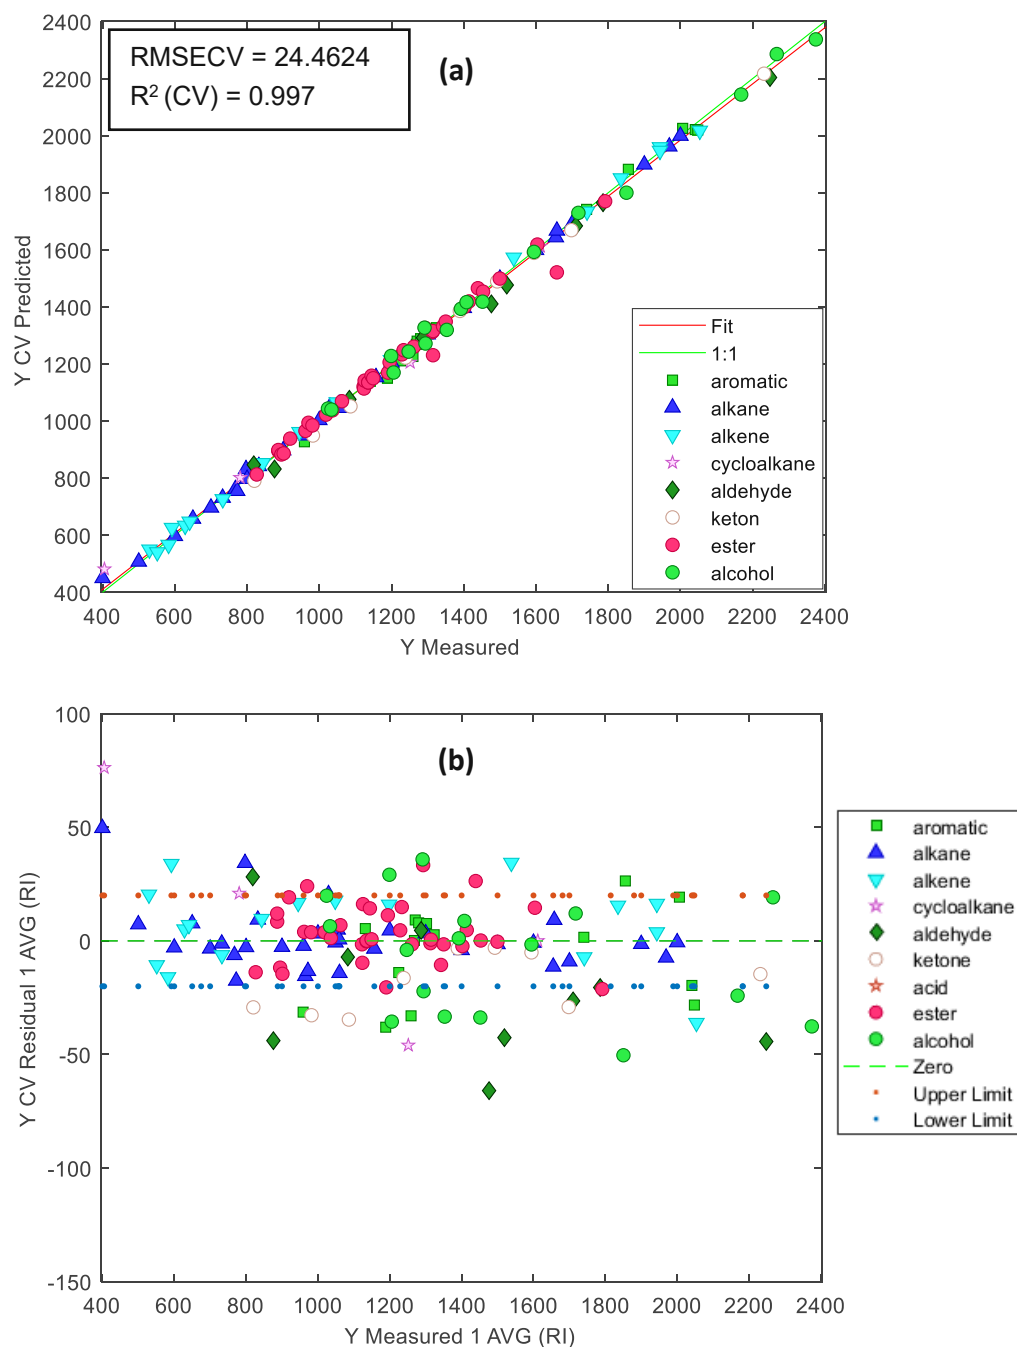 RMSECV = 24.4624
R² (CV) = 0.997
(a)
2400
2200
2000
1800
1600
1400
1200
1000
800
600
400
Y CV Predicted
Fit
1:1
aromatic
alkane
alkene
cycloalkane
aldehyde
keton
ester
alcohol
400 600 800 1000 1200 1400 1600 1800 2000 2200 2400
Y Measured
(b)
100
50
0
-50
-100
-150
Y CV Residual 1 AVG (RI)
aromatic
alkane
alkene
cycloalkane
aldehyde
ketone
acid
ester
alcohol
Zero
Upper Limit
Lower Limit
400 600 800 1000 1200 1400 1600 1800 2000 2200 2400
Y Measured 1 AVG (RI)